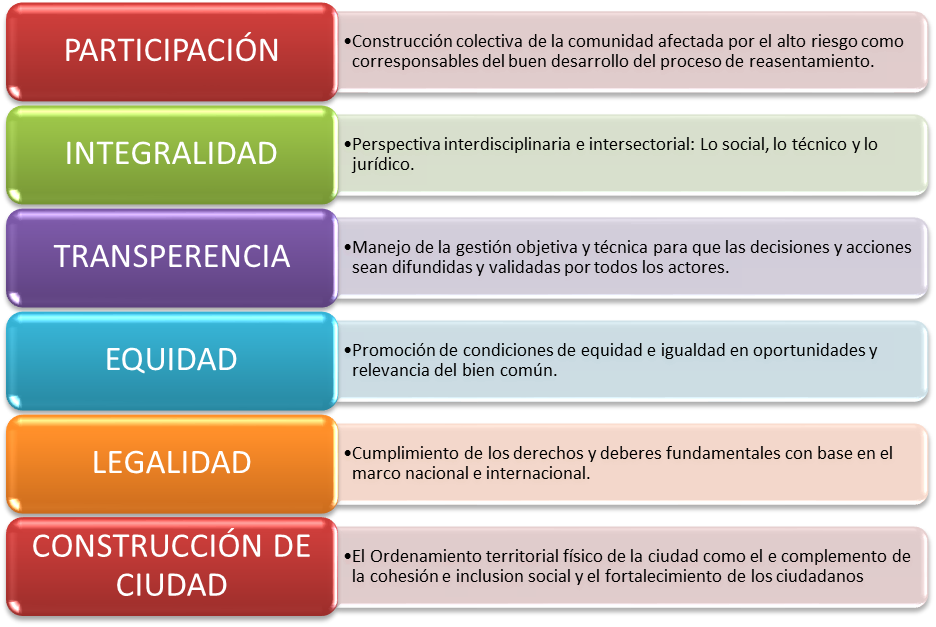 PARTICIPACIÓN
•Construcción colectiva de la comunidad afectada por el alto riesgo como
corresponsables del buen desarrollo del proceso de reasentamiento.
INTEGRALIDAD
•Perspectiva interdisciplinaria e intersectorial: Lo social, lo técnico y lo
jurídico.
TRANSPERENCIA
•Manejo de la gestión objetiva y técnica para que las decisiones y acciones
sean difundidas y validadas por todos los actores.
EQUIDAD
•Promoción de condiciones de equidad e igualdad en oportunidades y
relevancia del bien común.
LEGALIDAD
•Cumplimiento de los derechos y deberes fundamentales con base en el
marco nacional e internacional.
CONSTRUCCIÓN DE
CIUDAD
•El Ordenamiento territorial físico de la ciudad como el e complemento de
la cohesión e inclusion social y el fortalecimiento de los ciudadanos